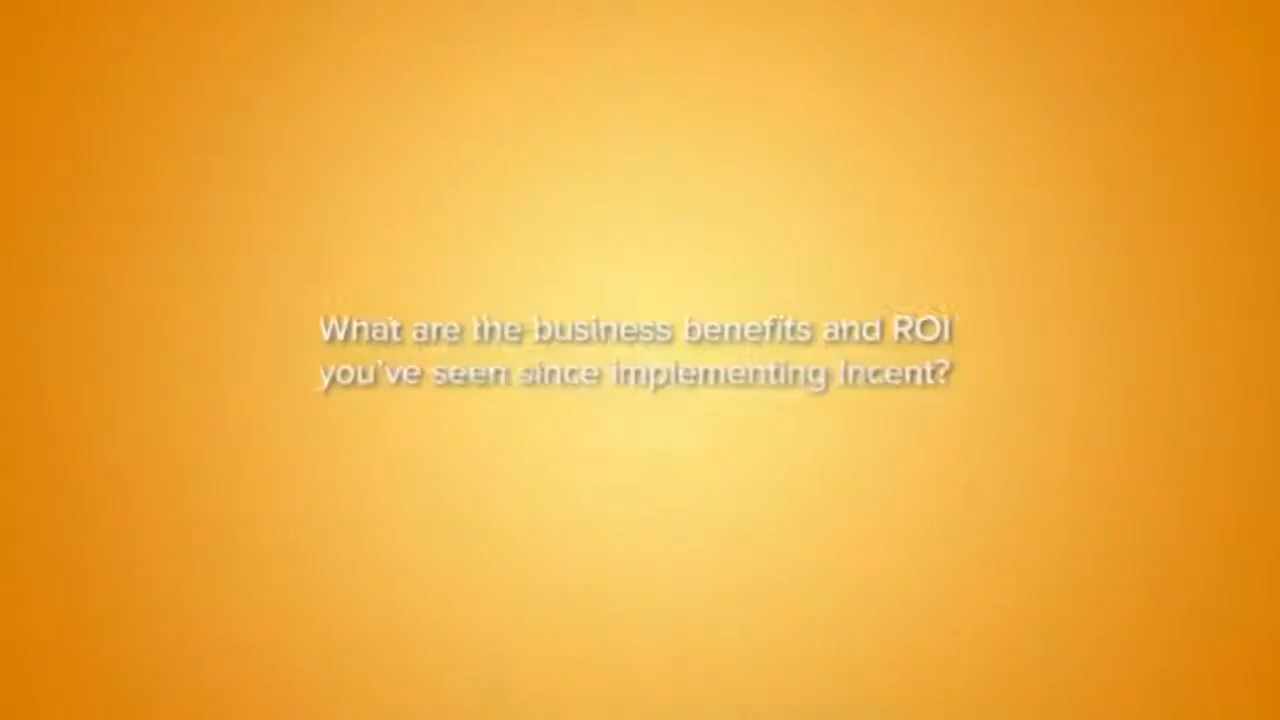 What are the business benefits and ROI
you've seen since implementing Incent?